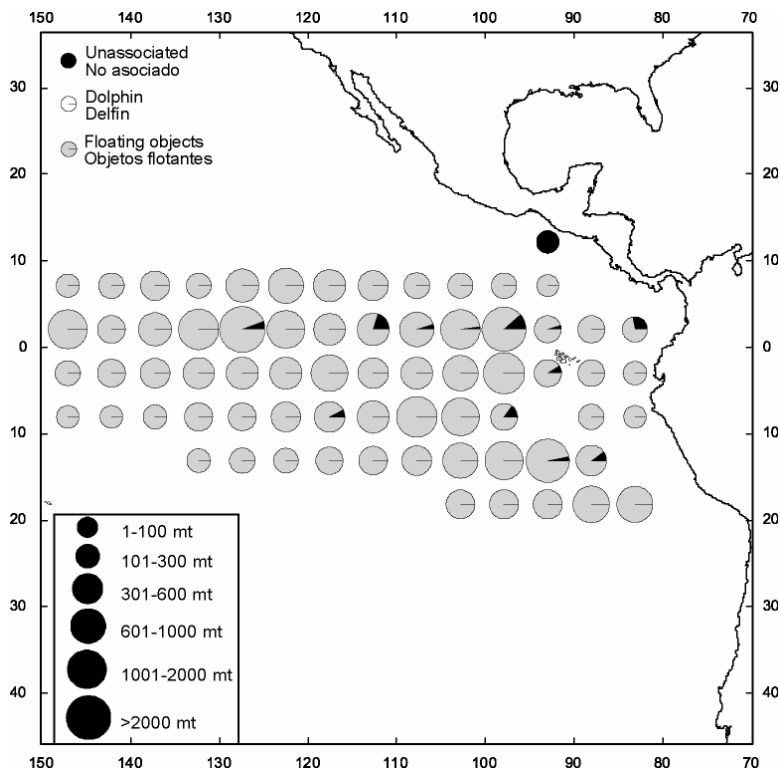 150 140 130 120 110 100 90 80 70
Unassociated
No asociado
Dolphin
Delfín
Floating objects
Objetos flotantes
30 30
20 20
10 10
0 0
10 10
20 20
30 30
40 40
1-100 mt
101-300 mt
301-600 mt
601-1000 mt
1001-2000 mt
>2000 mt
150 140 130 120 110 100 90 80 70